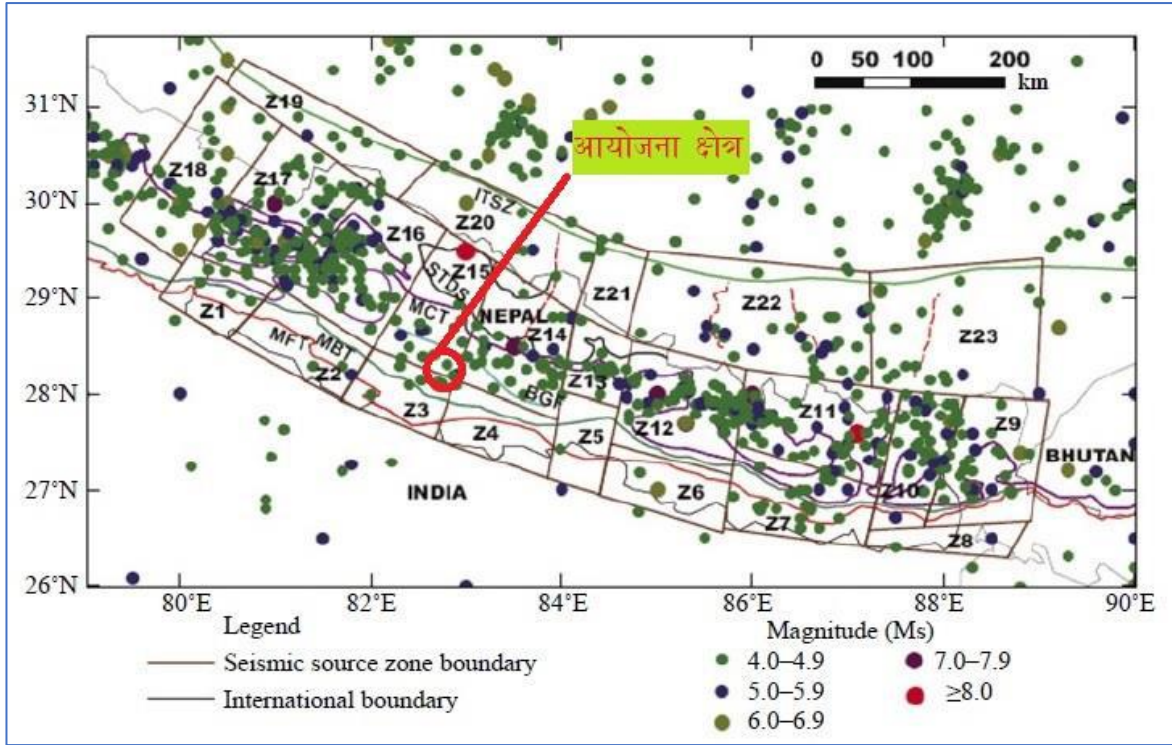 0 50 100 200
km
31°N
30°N
29°N
28°N
27°N
26°N
आयोजना क्षेत्र
Z19
Z18
Z17
ITSZ
Z20
Z16
Z15
STDS
MCT
NEPAL
Z21
Z22
Z23
Z14
Z1
MFT
MBT
Z2
Z13
BGF
Z3
Z4
Z5
Z12
Z11
Z9
BHUTAN
INDIA
Z6
Z10
Z7
Z8
80°E 82°E 84°E 86°E 88°E 90°E
Legend
Seismic source zone boundary
International boundary
Magnitude (Ms)
4.0–4.9
5.0–5.9
6.0–6.9
7.0–7.9
≥8.0